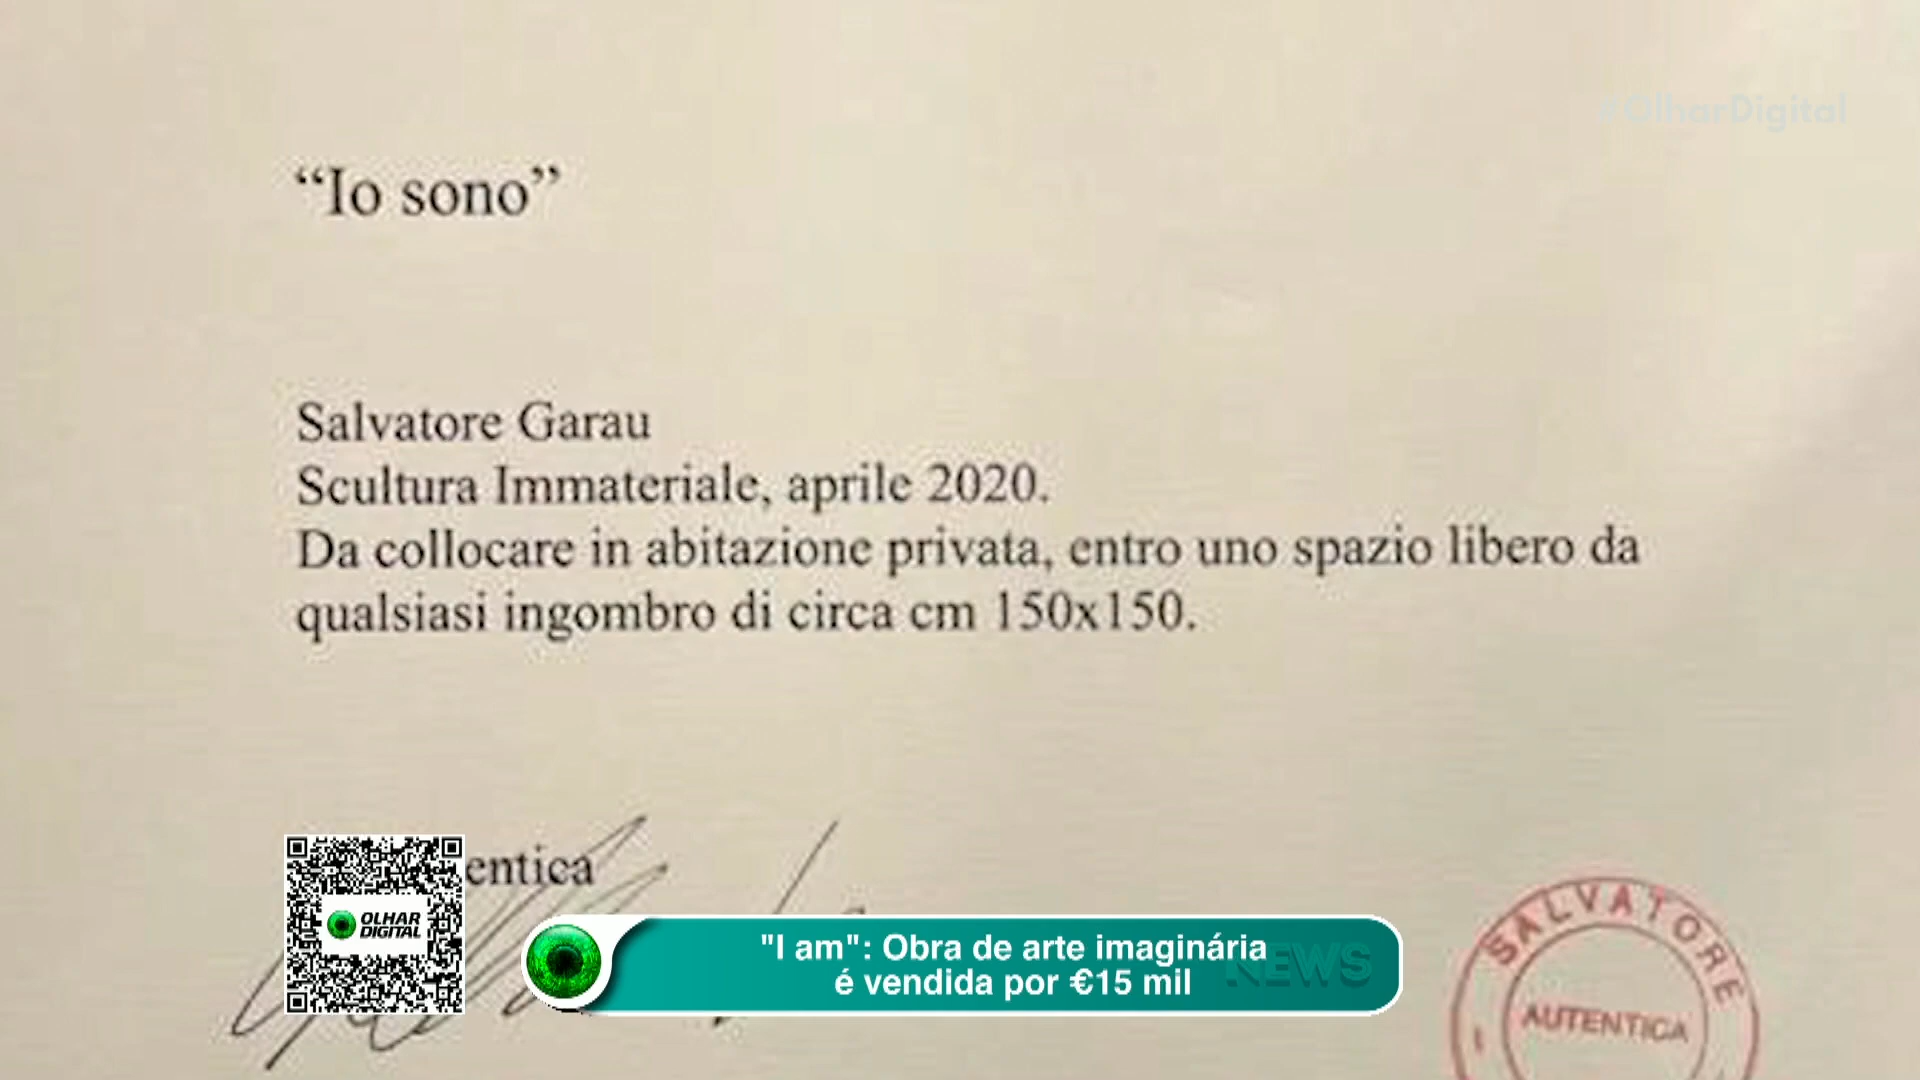 #OlharDigital
“Io sono”
Salvatore Garau
Scultura Immateriale, aprile 2020.
Da collocare in abitazione privata, entro uno spazio libero da
qualsiasi ingombro di circa cm 150x150.
entica
OLHAR
DIGITAL
"I am": Obra de arte imaginária
é vendida por €15 mil
NEWS
SALVATORE
AUTENTICA